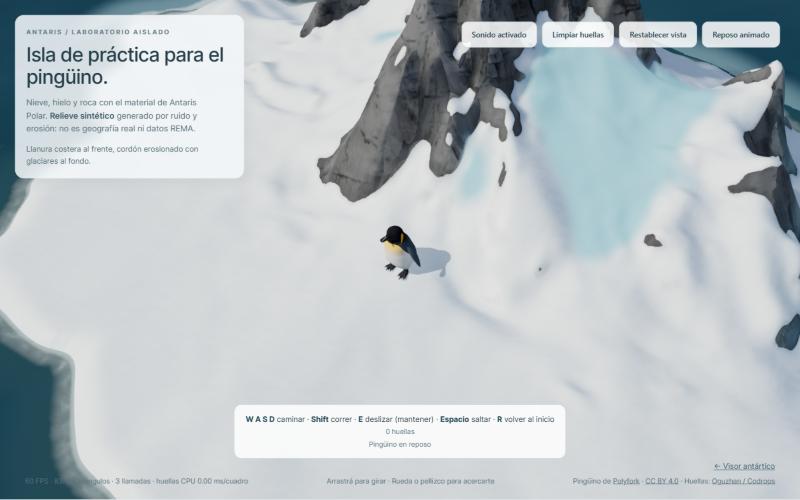 ANTARIS / LABORATORIO AISLADO
Isla de práctica para el
pingüino.
Nieve, hielo y roca con el material de Antaris
Polar. Relieve sintético generado por ruido y
erosión: no es geografía real ni datos REMA.
Llanura costera al frente, cordón erosionado con
glaciares al fondo.
Sonido activado
Limpiar huellas
Restablecer vista
Reposo animado
W A S D caminar · Shift correr · E deslizar (mantener) · Espacio saltar · R volver al inicio
0 huellas
Pingüino en reposo
← Visor antártico
60 FPS · 3 llamadas · huellas CPU 0.00 ms/cuadro
Arrastrá para girar · Rueda o pellizco para acercarte
Pingüino de Polyfork · CC BY 4.0 · Huellas: Oguzhan / Codrops